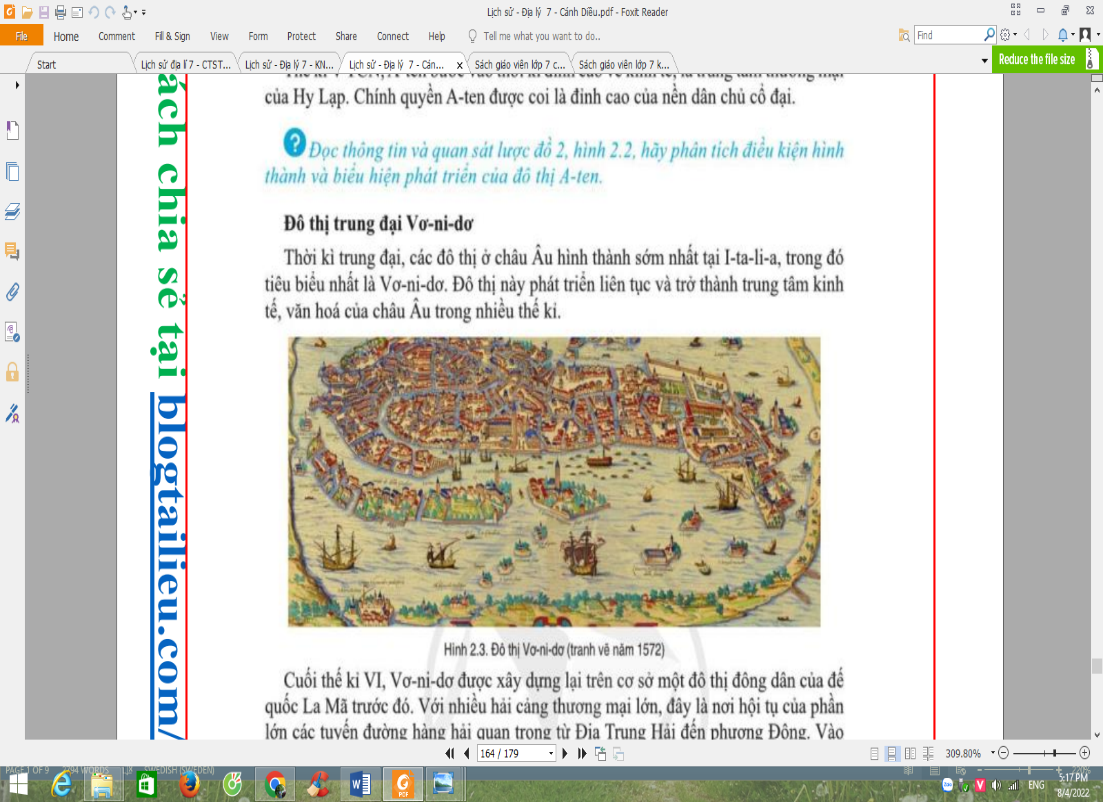 Lịch sử - Địa lý 7 - Cánh Diều.pdf - Foxit Reader
File Home Comment Fill & Sign View Form Protect Share Connect Help Tell me what you want to do.. Find
Start Lịch sử địa lí 7 - CTST... Lịch sử - Địa lý 7 - KN... Lịch sử - Địa lý 7 - Cán... x Sách giáo viên lớp 7 c... Sách giáo viên lớp 7 k... Reduce the file size
của Hy Lạp. Chính quyền A-ten được coi là đỉnh cao của nền dân chủ cổ đại.
? Đọc thông tin và quan sát lược đồ 2, hình 2.2, hãy phân tích điều kiện hình
thành và biểu hiện phát triển của đô thị A-ten.
Đô thị trung đại Vơ-ni-dơ
Thời kì trung đại, các đô thị ở châu Âu hình thành sớm nhất tại I-ta-li-a, trong đó
tiêu biểu nhất là Vơ-ni-dơ. Đô thị này phát triển liên tục và trở thành trung tâm kinh
tế, văn hoá của châu Âu trong nhiều thế kỉ.
Hình 2.3. Đô thị Vơ-ni-dơ (tranh vẽ năm 1572)
Cuối thế kỉ VI, Vơ-ni-dơ được xây dựng lại trên cơ sở một đô thị đông dân của đế
quốc La Mã trước đó. Với nhiều hải cảng thương mại lớn, đây là nơi hội tụ của phần
lớn các tuyến đường hàng hải quan trọng từ Địa Trung Hải đến phương Đông. Vào
ách chia sẻ tại blogtailieu.com/
164 / 179 309.80%
PAGE 1 OF 9 SWEDISH (SWEDEN)
ENG 5:17 PM
8/4/2022